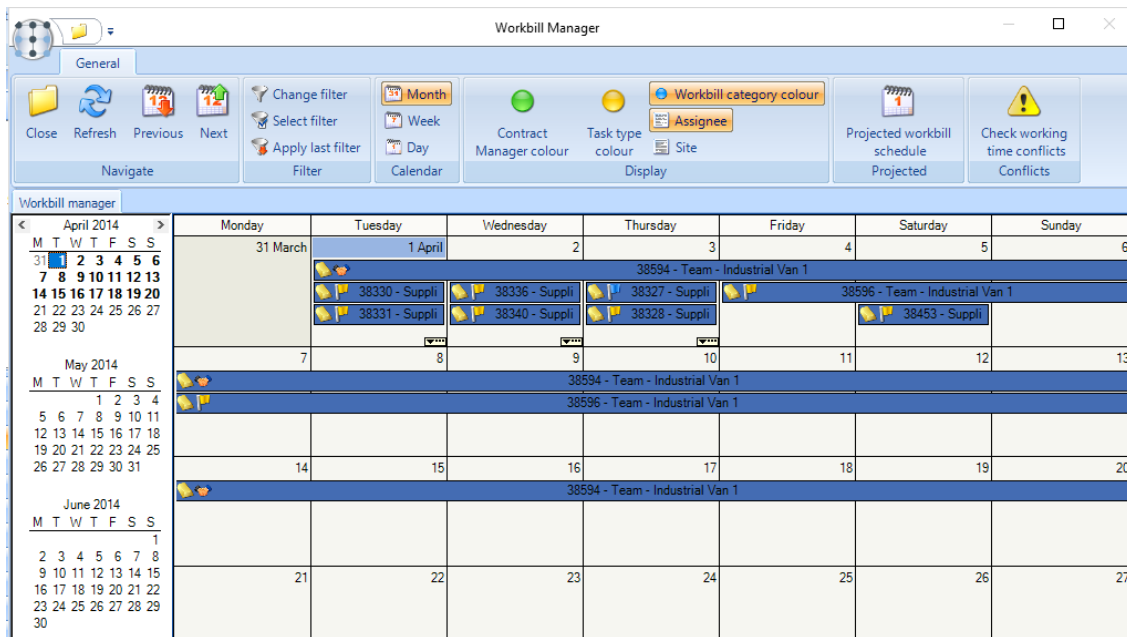 Workbill Manager
General
Close
Refresh
Previous
Next
Navigate
Change filter
Select filter
Apply last filter
Filter
Month
Week
Day
Calendar
Contract
Manager colour
Task type
colour
Workbill category colour
Assignee
Site
Display
Projected workbill
schedule
Projected
Check working
time conflicts
Conflicts
Workbill manager
April 2014
M T W T F S S
31 1 2 3 4 5 6
7 8 9 10 11 12 13
14 15 16 17 18 19 20
21 22 23 24 25 26 27
28 29 30
May 2014
M T W T F S S
1 2 3 4
5 6 7 8 9 10 11
12 13 14 15 16 17 18
19 20 21 22 23 24 25
26 27 28 29 30 31
June 2014
M T W T F S S
1
2 3 4 5 6 7 8
9 10 11 12 13 14 15
16 17 18 19 20 21 22
23 24 25 26 27 28 29
30
Monday Tuesday Wednesday Thursday Friday Saturday Sunday
31 March 1 April 2 3 4 5 6
38594 - Team - Industrial Van 1
38330 - Suppli 38336 - Suppli 38327 - Suppli 38596 - Team - Industrial Van 1
38331 - Suppli 38340 - Suppli 38328 - Suppli 38453 - Suppli
7 8 9 10 11 12 13
38594 - Team - Industrial Van 1
38596 - Team - Industrial Van 1
14 15 16 17 18 19 20
38594 - Team - Industrial Van 1
21 22 23 24 25 26 27